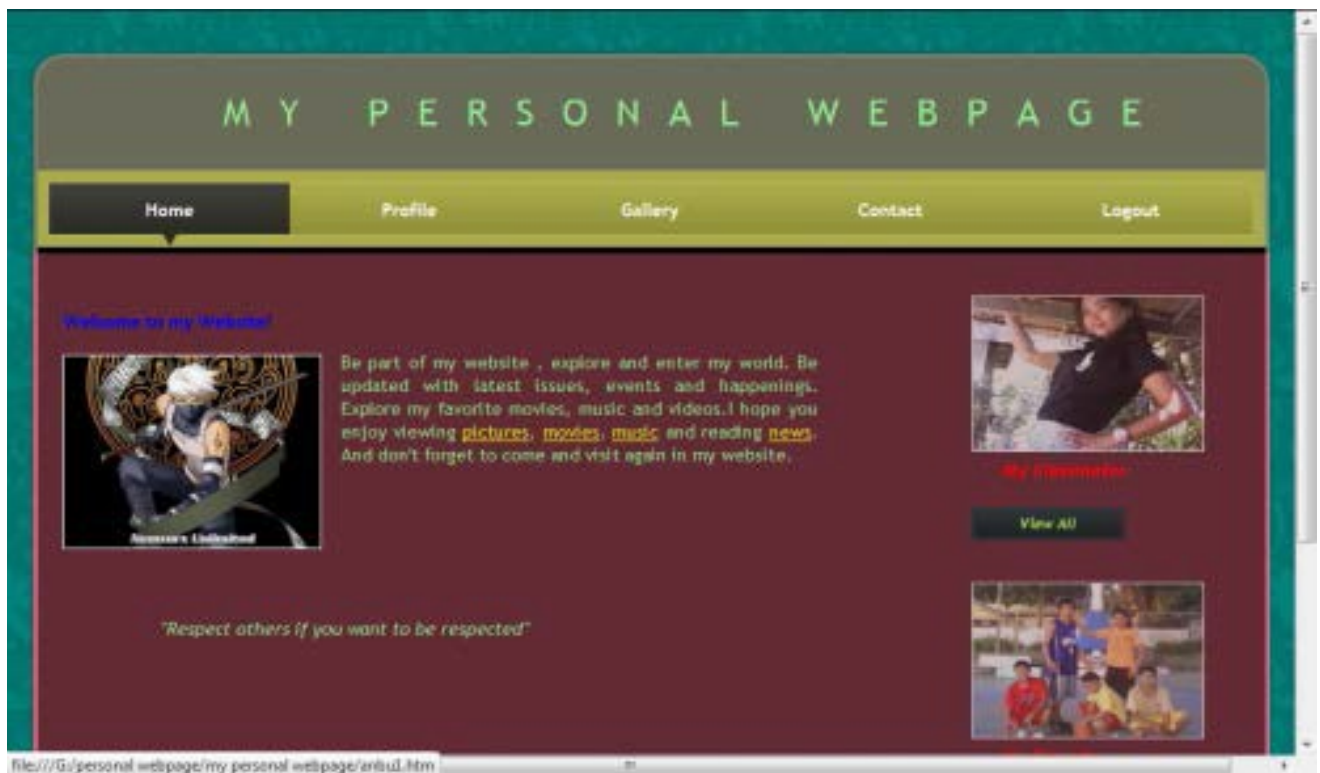 MY PERSONAL WEBPAGE
Home Profile Gallery Contact Logout
Welcome to my Website!
Be part of my website , explore and enter my world. Be
updated with latest issues, events and happenings.
Explore my favorite movies, music and videos.I hope you
enjoy viewing pictures, movies, music and reading news.
And don't forget to come and visit again in my website.
"Respect others if you want to be respected"
My Classmates
View All
file:///G:/personal webpage/my personal webpage/anbu1.htm